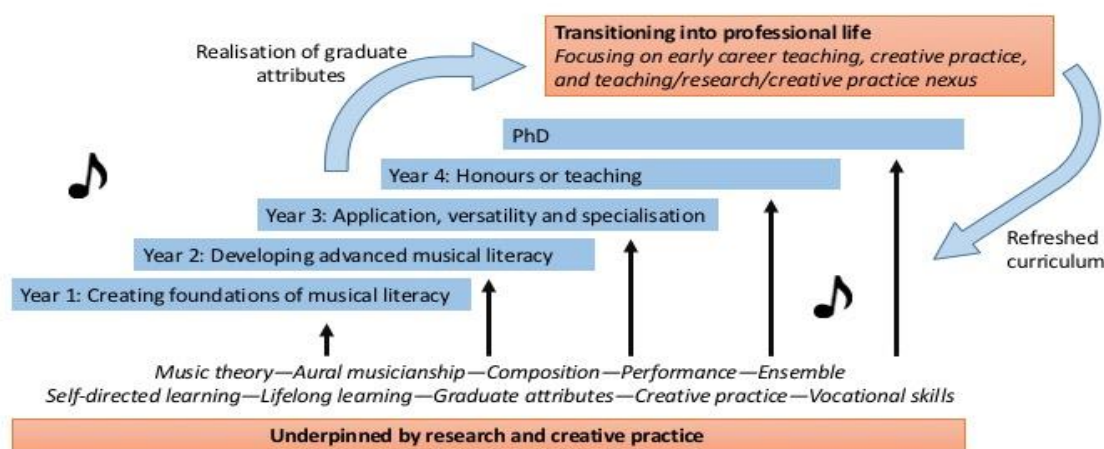 Realisation of graduate
attributes
Transitioning into professional life
Focusing on early career teaching, creative practice,
and teaching/research/creative practice nexus
PhD
Year 4: Honours or teaching
Year 3: Application, versatility and specialisation
Year 2: Developing advanced musical literacy
Year 1: Creating foundations of musical literacy
Refreshed
curriculum
Music theory—Aural musicianship—Composition—Performance—Ensemble
Self-directed learning—Lifelong learning—Graduate attributes—Creative practice—Vocational skills
Underpinned by research and creative practice